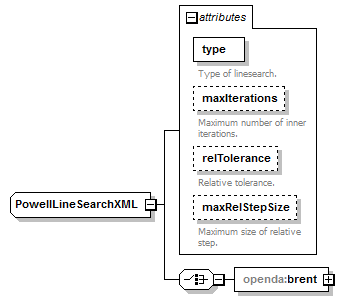 attributes
type
Type of linesearch.
maxIterations
Maximum number of inner
iterations.
relTolerance
Relative tolerance.
maxRelStepSize
Maximum size of relative
step.
PowellLineSearchXML
openda:brent